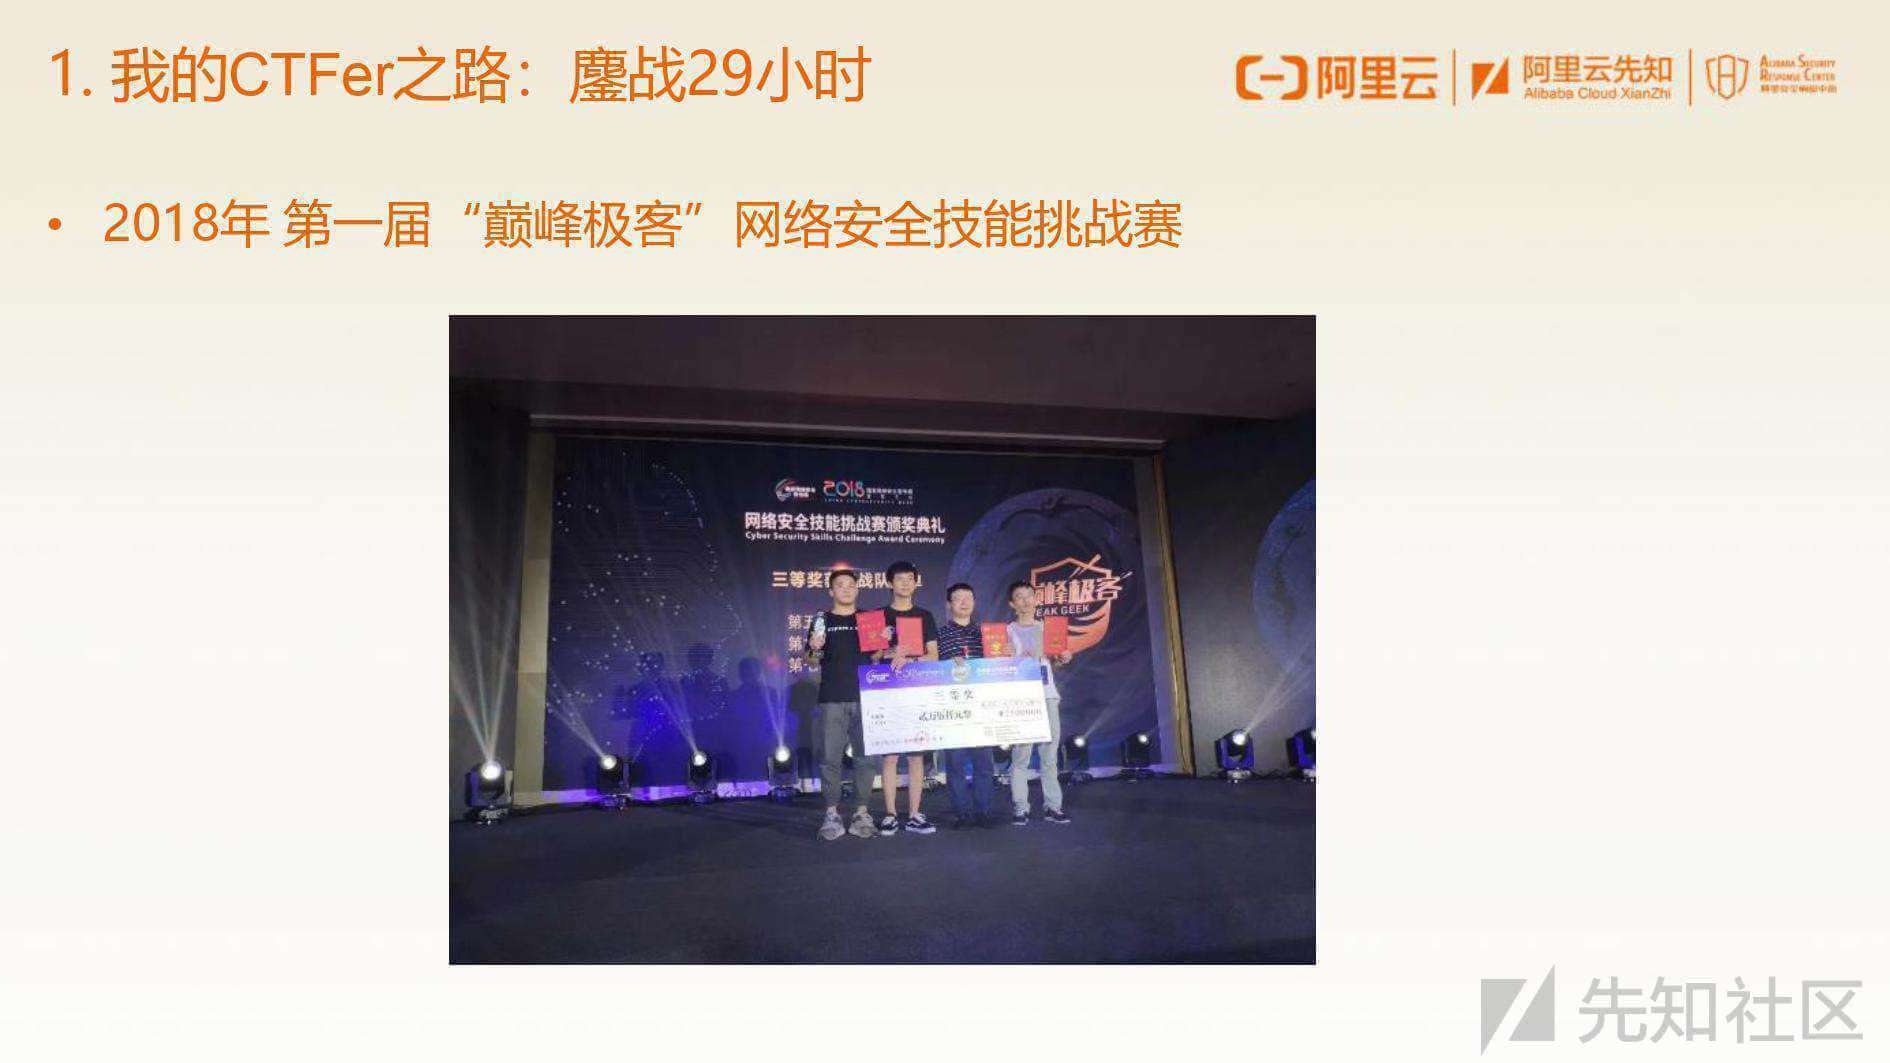 1. 我的CTFer之路：鏖战29小时
阿里云
阿里云先知
Alibaba Cloud XianZhi
ALIBABA SECURITY
RESPONSE CENTER
• 2018年 第一届“巅峰极客”网络安全技能挑战赛
2018
网络安全技能挑战赛颁奖典礼
Cyber Security Skills Challenge Award Ceremony
三等奖
战队
极客
EAK GEEK
三等奖
先知社区